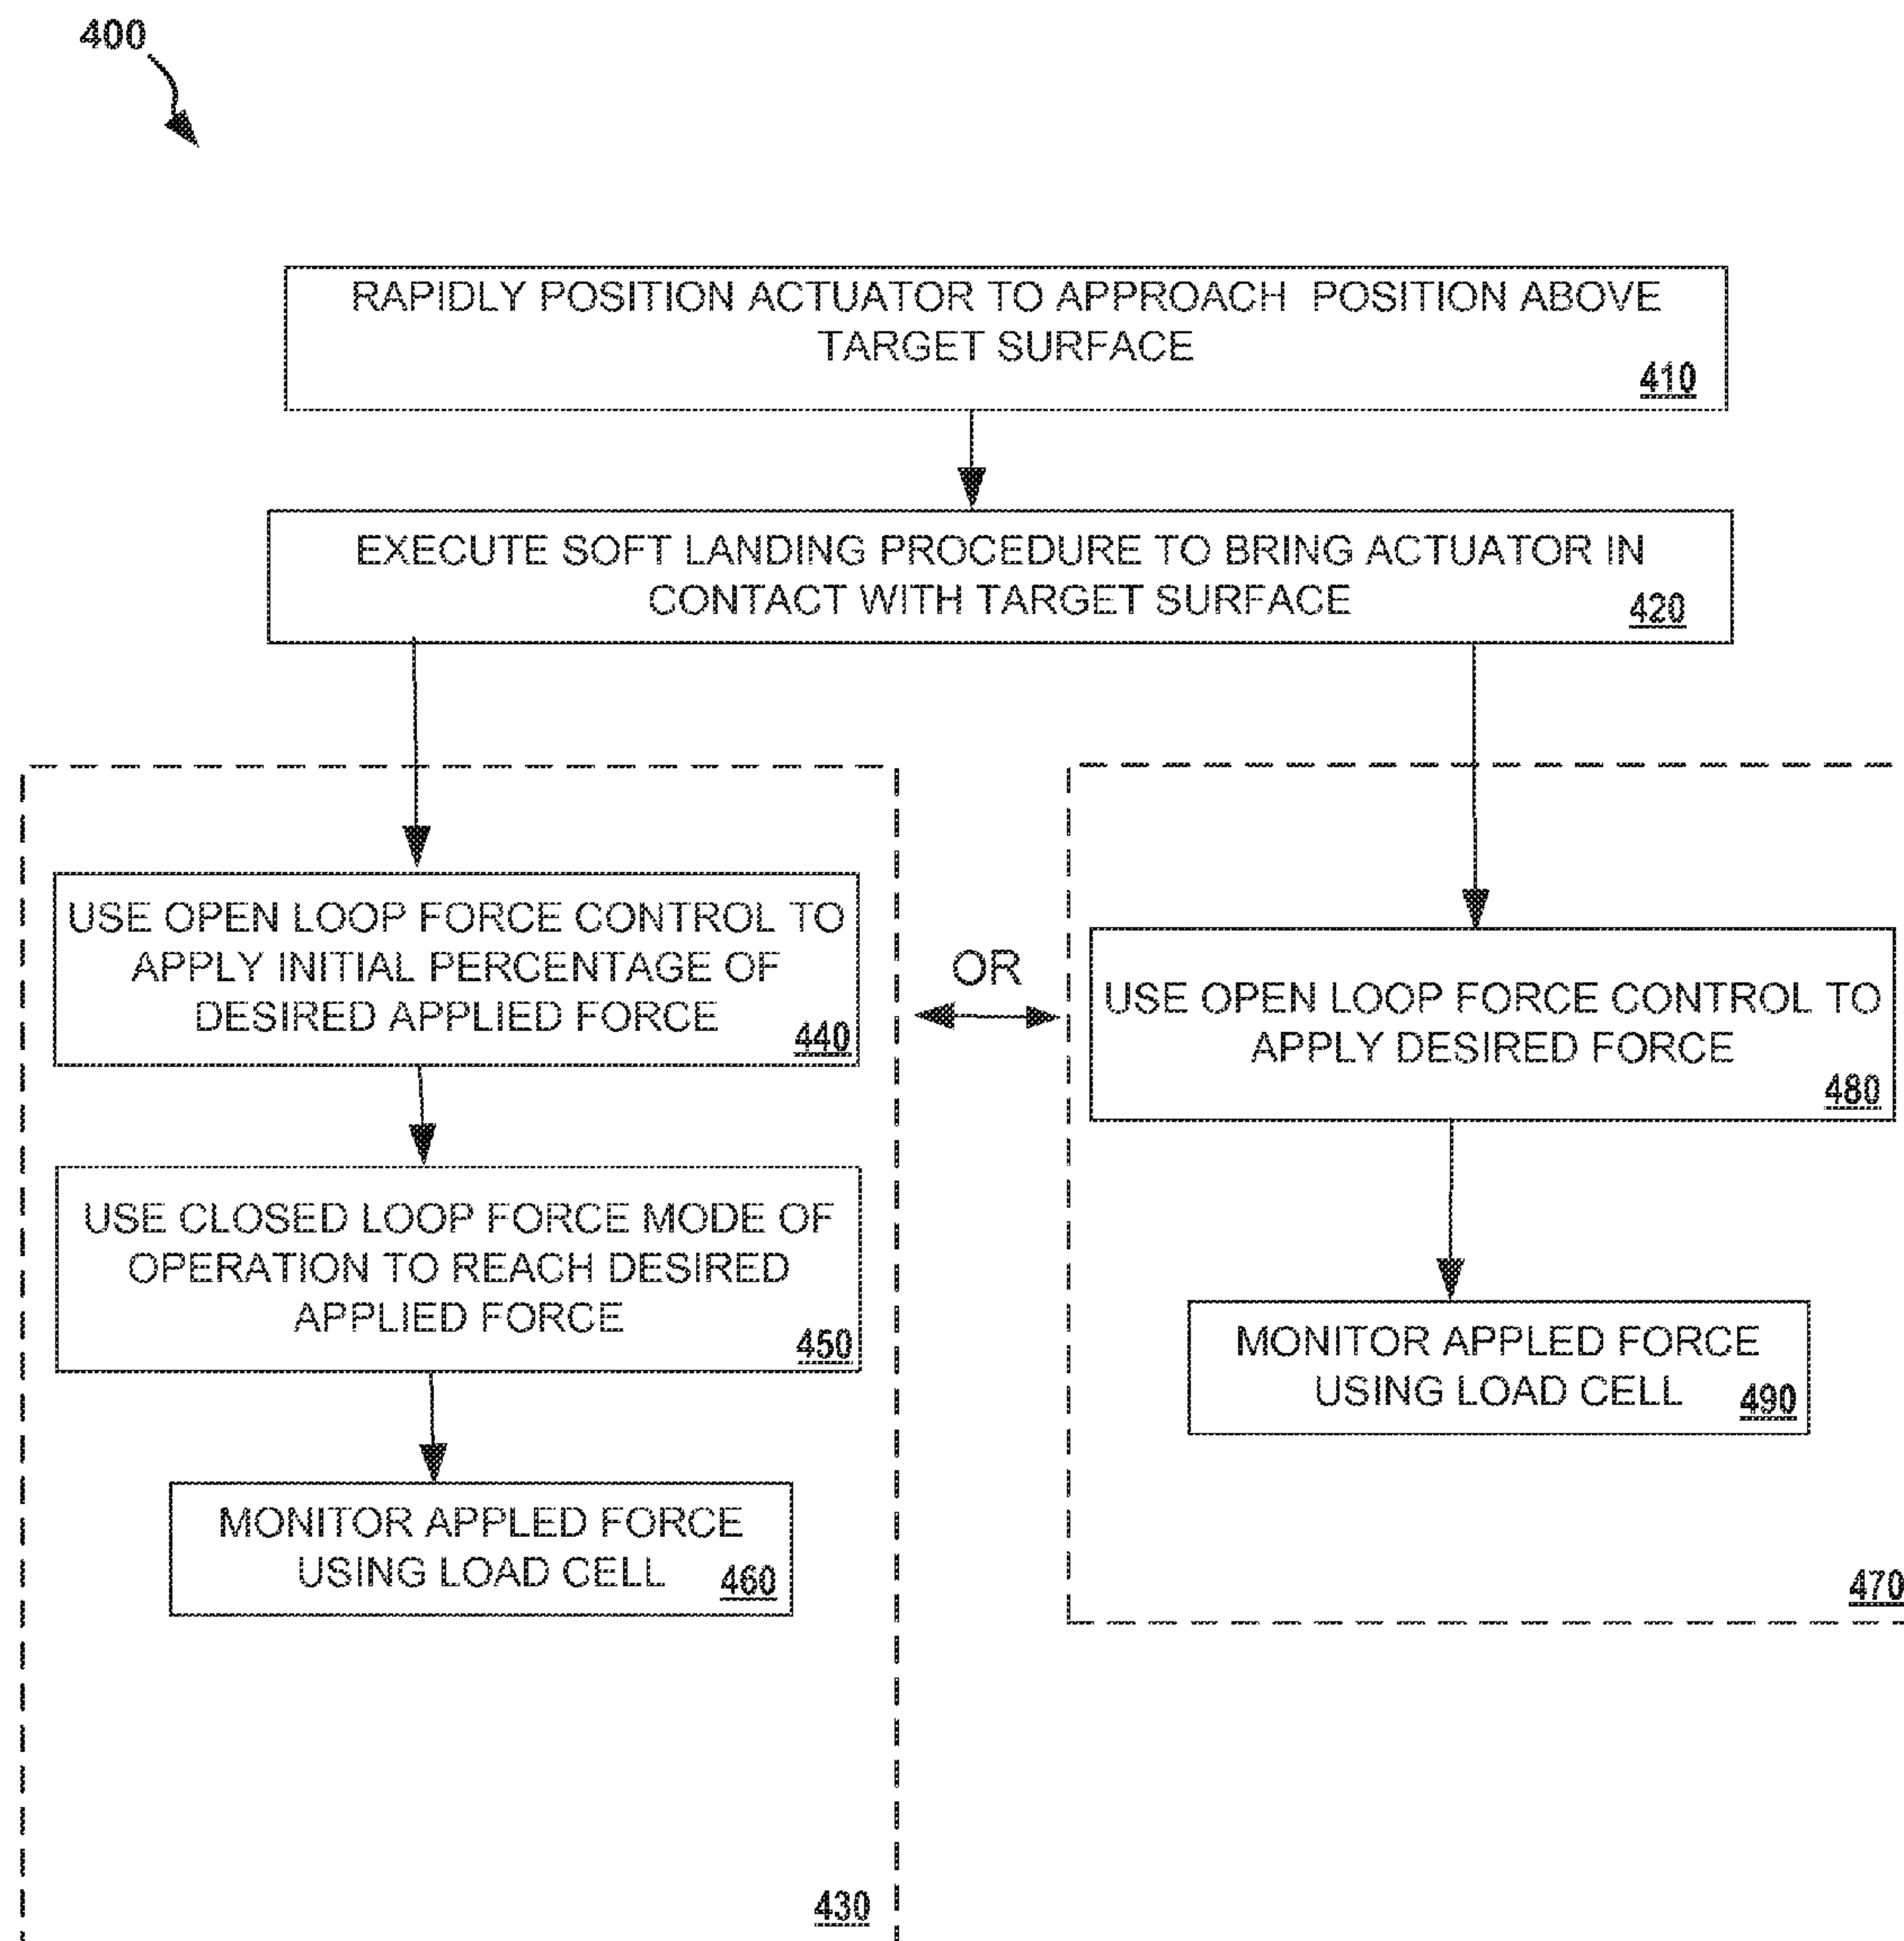 400
RAPIDLY POSITION ACTUATOR TO APPROACH POSITION ABOVE
TARGET SURFACE
410
EXECUTE SOFT LANDING PROCEDURE TO BRING ACTUATOR IN
CONTACT WITH TARGET SURFACE
420
USE OPEN LOOP FORCE CONTROL TO
APPLY INITIAL PERCENTAGE OF
DESIRED APPLIED FORCE
440
USE CLOSED LOOP FORCE MODE OF
OPERATION TO REACH DESIRED
APPLIED FORCE
450
MONITOR APPLED FORCE
USING LOAD CELL
460
430
OR
USE OPEN LOOP FORCE CONTROL TO
APPLY DESIRED FORCE
480
MONITOR APPLED FORCE
USING LOAD CELL
490
470